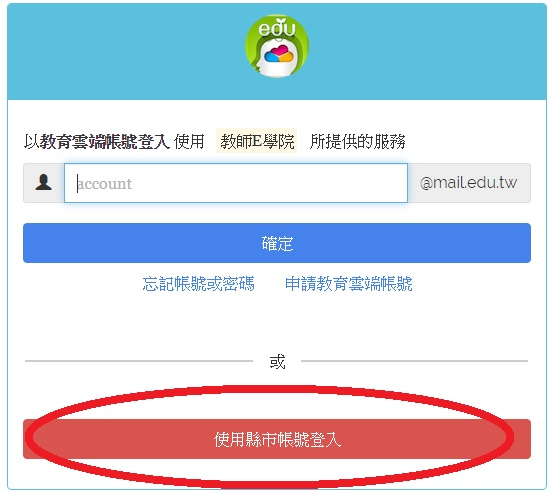 edu
以教育雲端帳號登入 使用 教師E學院 所提供的服務
account @mail.edu.tw
確定
忘記帳號或密碼 申請教育雲端帳號
或
使用縣市帳號登入